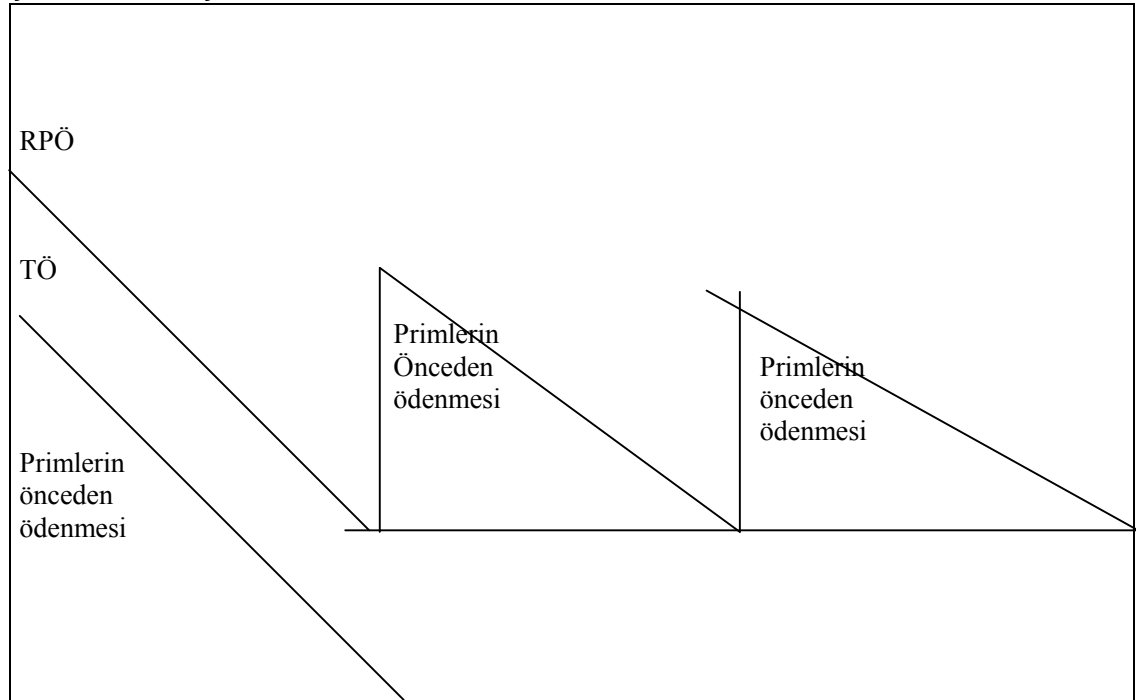 RPÖ
TÖ
Primlerin
önceden
ödenmesi
Primlerin
Önceden
ödenmesi
Primlerin
önceden
ödenmesi